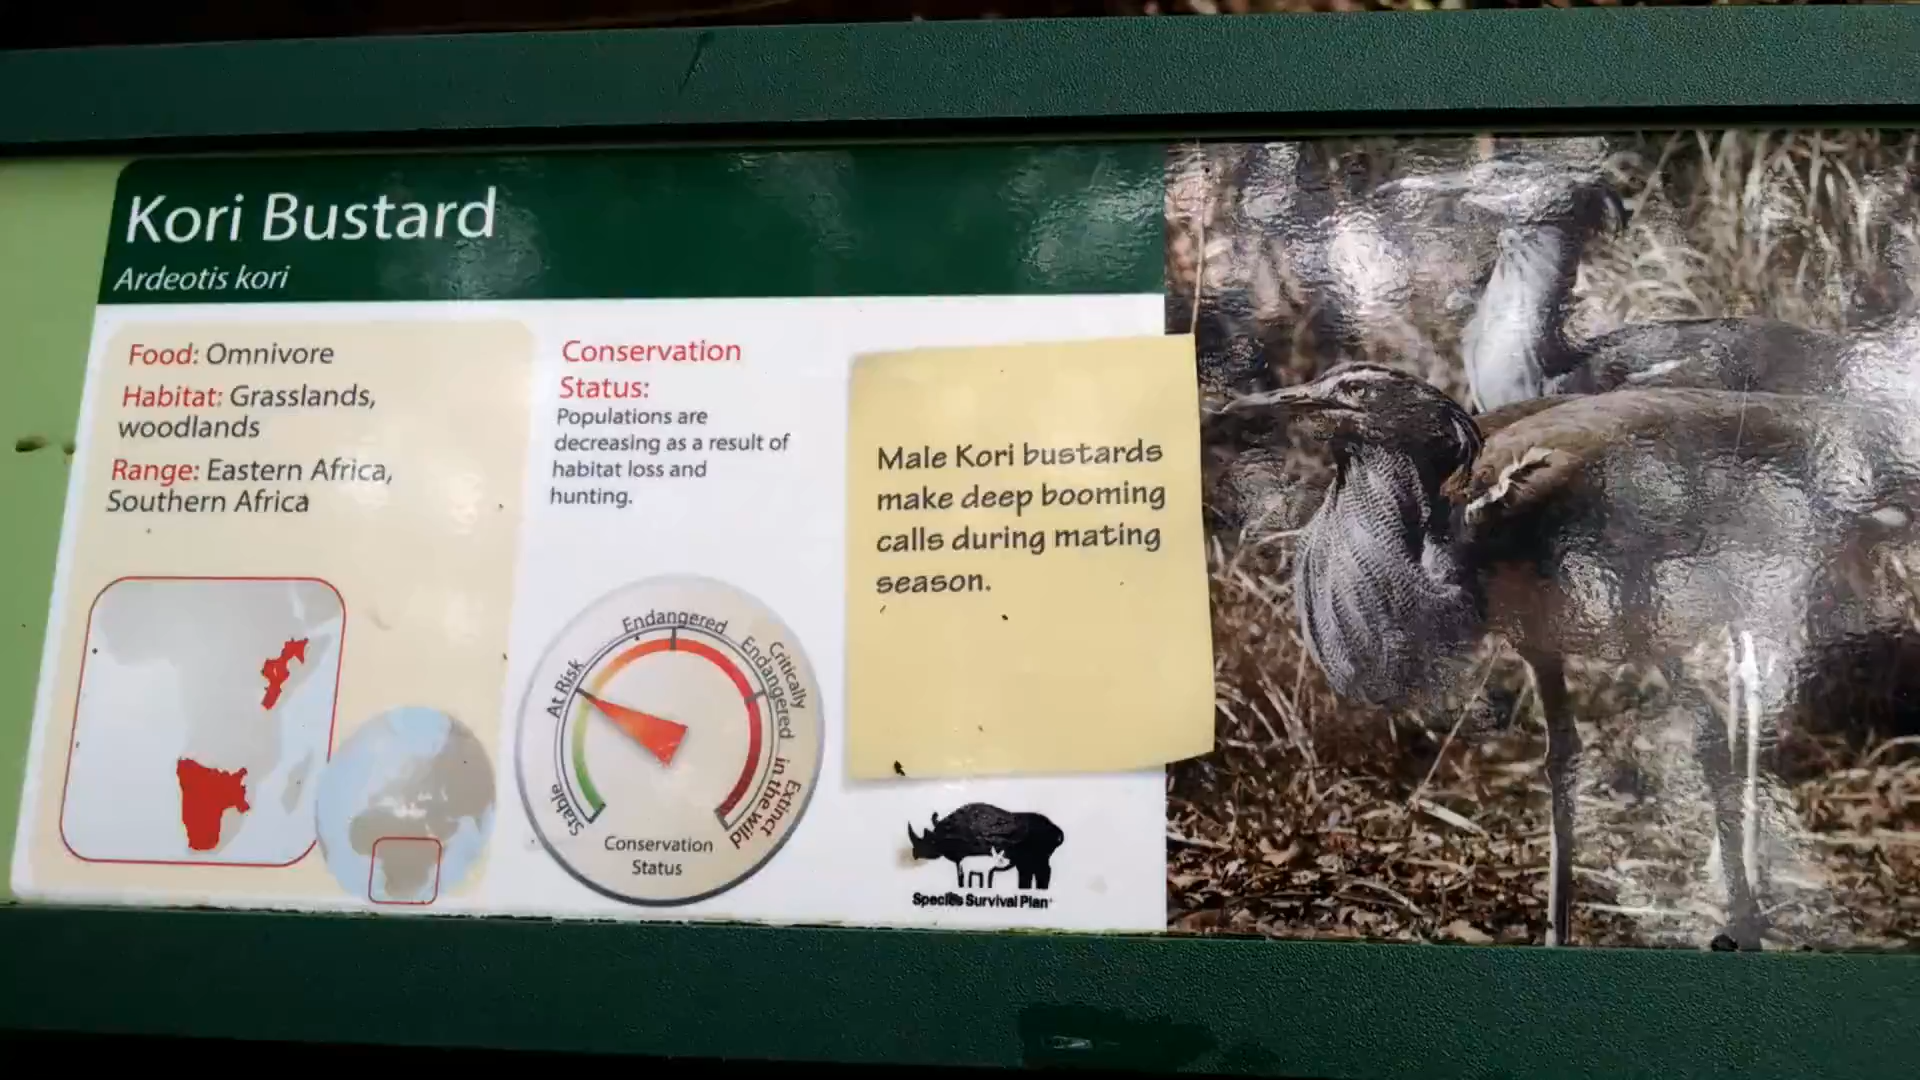 Kori Bustard
Ardeotis kori
Food: Omnivore
Habitat: Grasslands,
woodlands
Range: Eastern Africa,
Southern Africa
Conservation
Status:
Populations are
decreasing as a result of
habitat loss and
hunting.
Stable
At Risk
Endangered
Critically
Endangered
Extinct
in the wild
Conservation
Status
Male Kori bustards
make deep booming
calls during mating
season.
Species Survival Plan